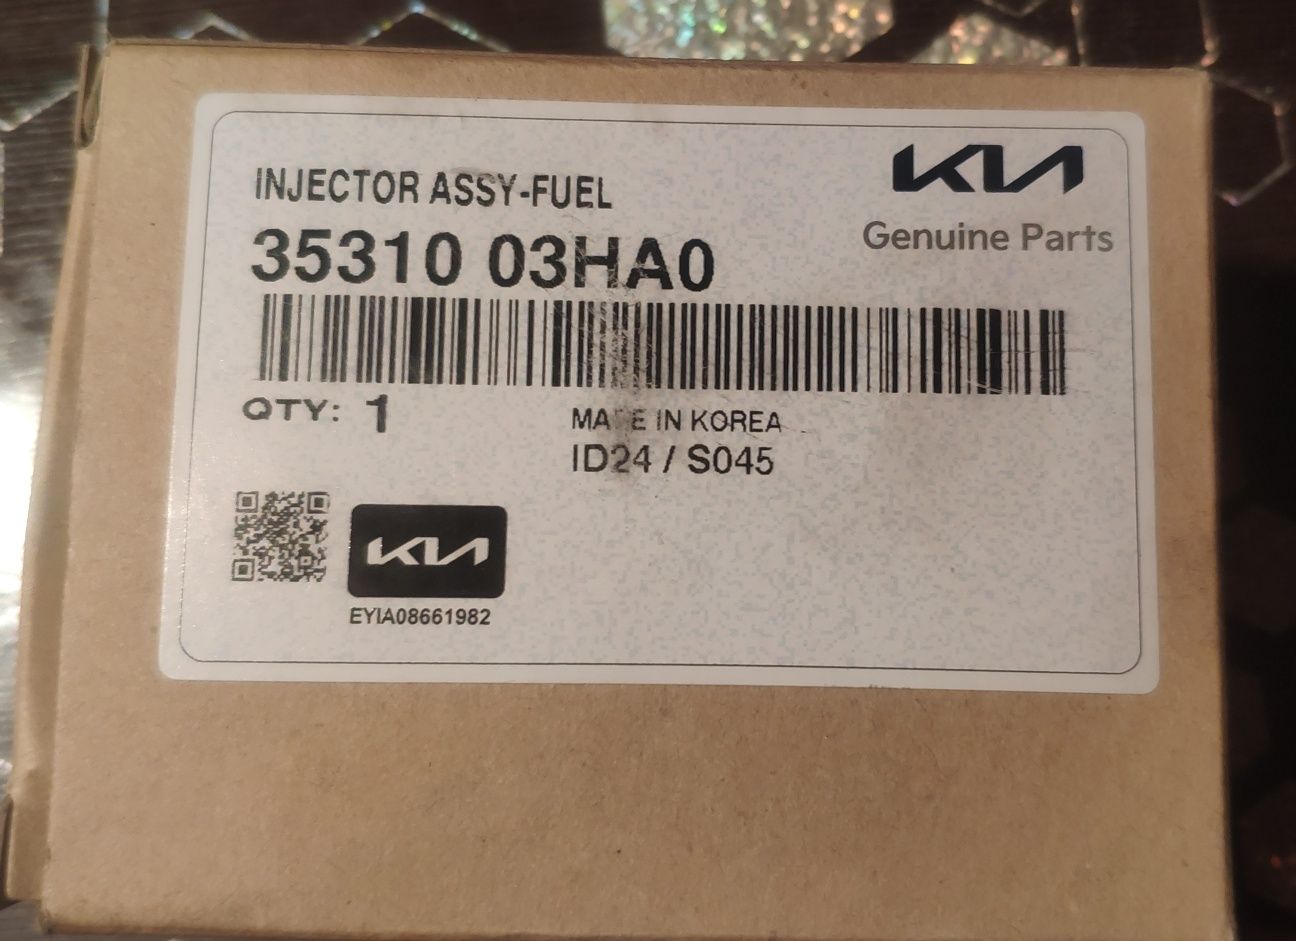 KIA
Genuine Parts
INJECTOR ASSY-FUEL
35310 03HA0
QTY: 1
MADE IN KOREA
ID24 / S045
KIA
EYIA08661982